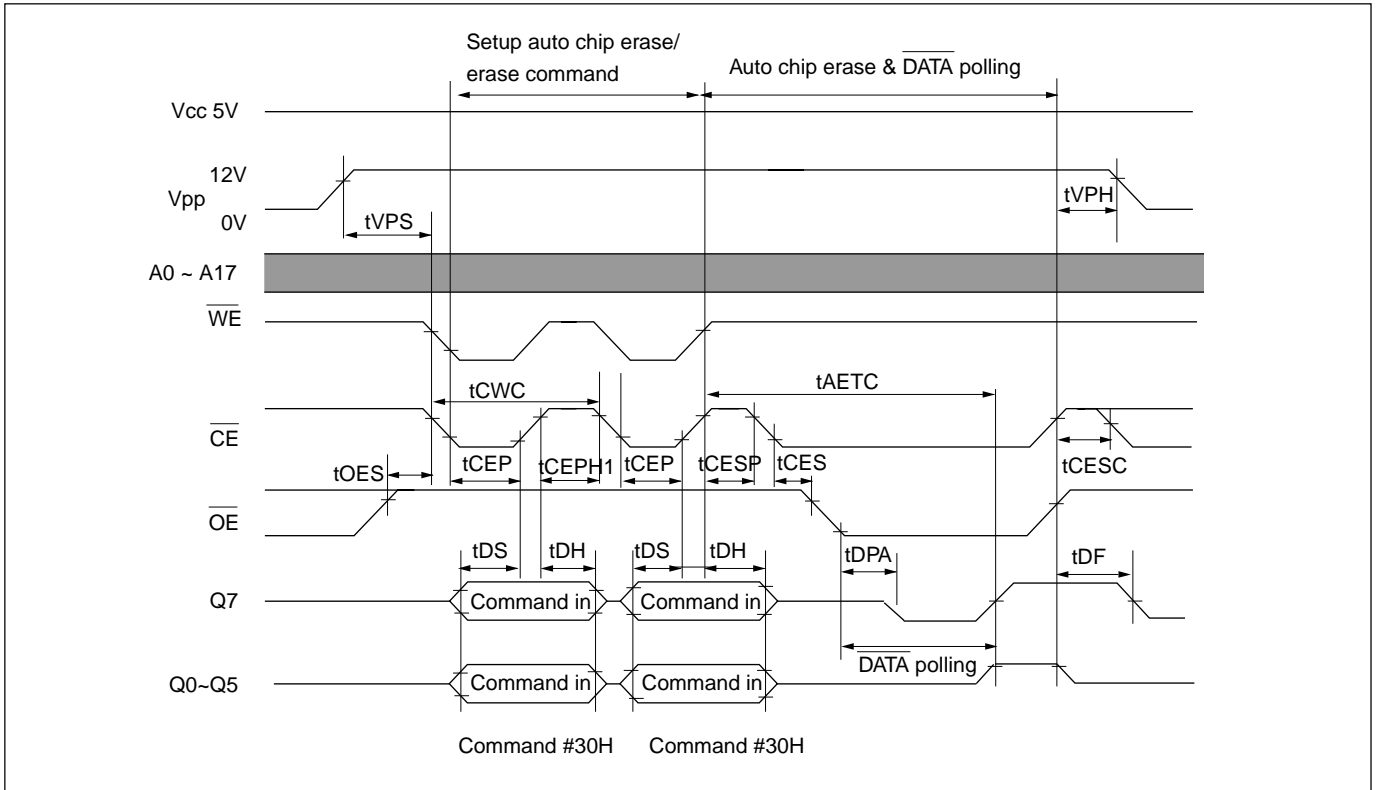 Setup auto chip erase/
erase command
Auto chip erase & DATA polling
Vcc 5V
12V
Vpp
0V
tVPS
tVPH
A0 ~ A17
WE
tCWC
tAETC
CE
tOES
tCEP
tCEPH1
tCEP
tCESP
tCES
tCESC
OE
tDS
tDH
tDS
tDH
tDPA
tDF
Q7
Command in
Command in
DATA polling
Q0~Q5
Command in
Command in
Command #30H
Command #30H